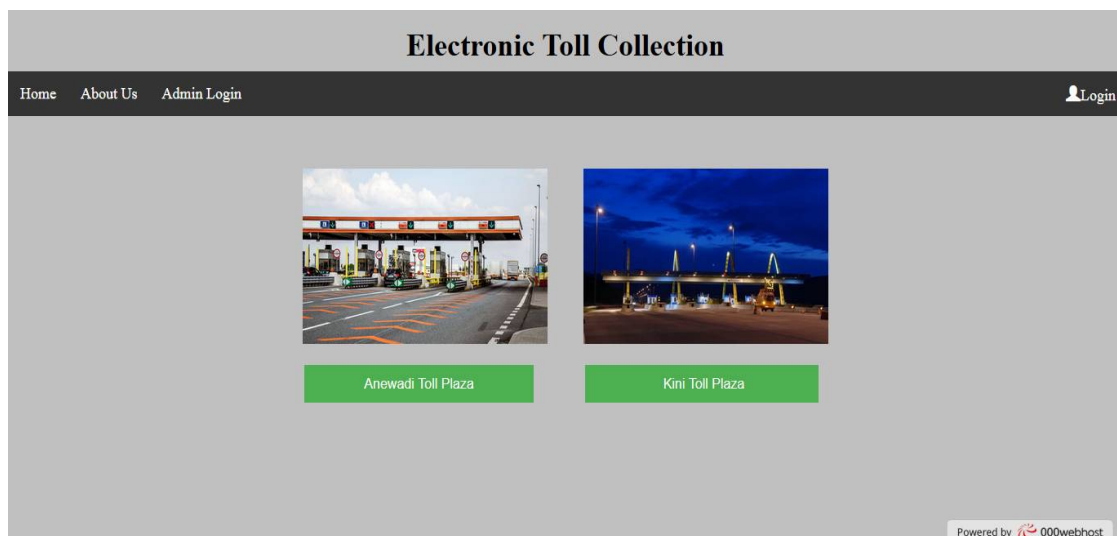 Electronic Toll Collection
Home About Us Admin Login Login
Anewadi Toll Plaza Kini Toll Plaza
Powered by 000webhost